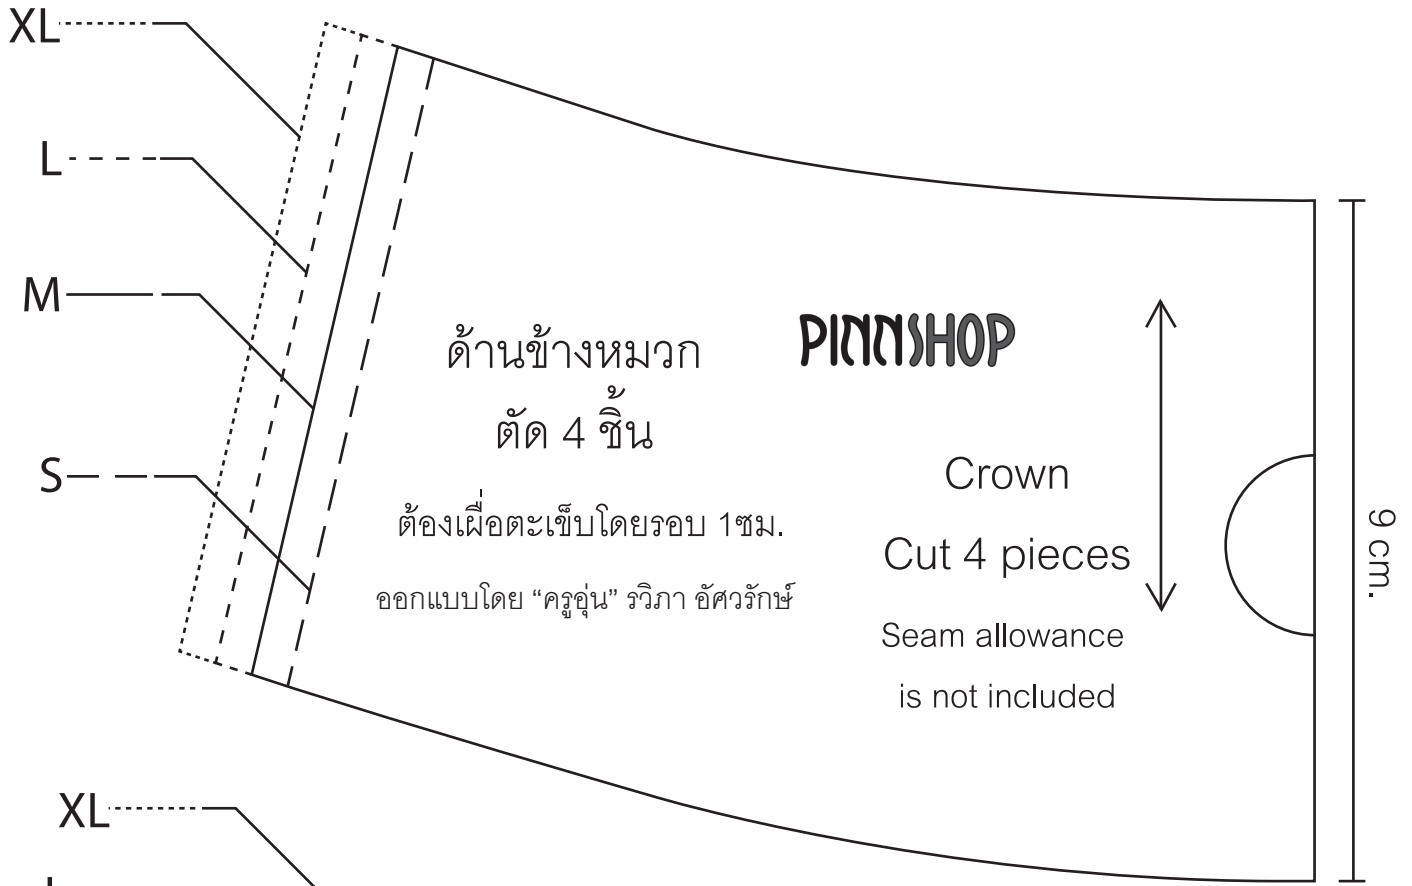 XL
L
M
S
ด้านข้างหมวก
ตัด 4 ชิ้น
ต้องเผื่อตะเข็บโดยรอบ 1ซม.
ออกแบบโดย “ครูอุ่น” รวิภา อัศวรักษ์
PINNSHOP
Crown
Cut 4 pieces
Seam allowance
is not included
9 cm.
XL